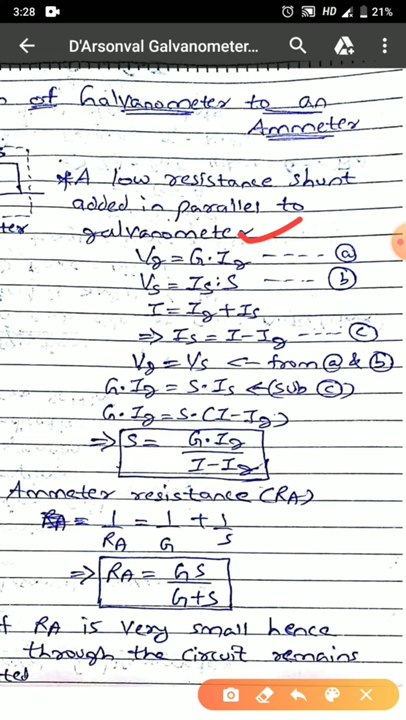 3:28
HD
21%
D'Arsonval Galvanometer...
of Galvanometer to an
Ammeter
*A low resistance shunt
added in parallel to
galvanometer
Vg = G·Ig ---- ⓐ
Vs = Is·S ---- ⓑ
I = Ig + Is
=> Is = I - Ig ---- ⓒ
Vg = Vs <- from ⓐ & ⓑ
G·Ig = S·Is <- (sub ⓒ)
G·Ig = S·(I-Ig)
=> S = G·Ig / I-Ig
Ammeter resistance (RA)
= 1/RA = 1/G + 1/S
=> RA = GS / G+S
f RA is very small hence
through the circuit remains
ted